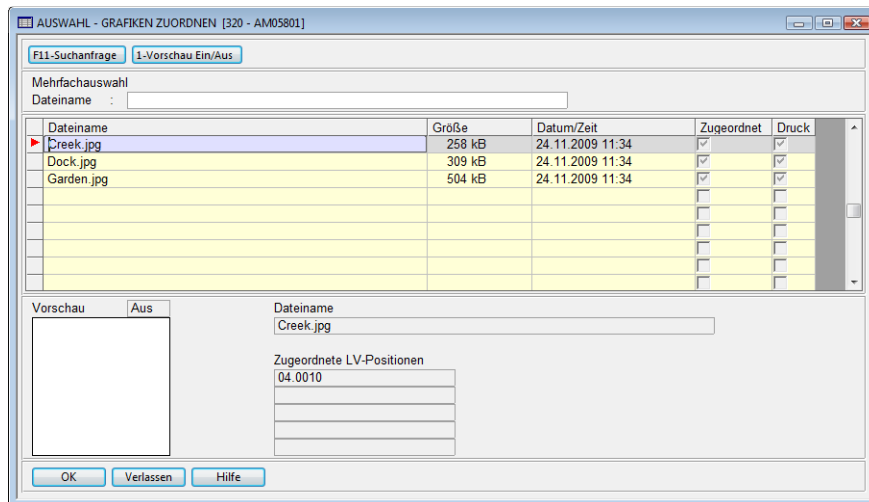 AUSWAHL - GRAFIKEN ZUORDNEN [320 - AM05801]
F11-Suchanfrage 1-Vorschau Ein/Aus
Mehrfachauswahl
Dateiname :
Dateiname Größe Datum/Zeit Zugeordnet Druck
Creek.jpg 258 kB 24.11.2009 11:34
Dock.jpg 309 kB 24.11.2009 11:34
Garden.jpg 504 kB 24.11.2009 11:34
Vorschau Aus Dateiname
Creek.jpg
Zugeordnete LV-Positionen
04.0010
OK Verlassen Hilfe